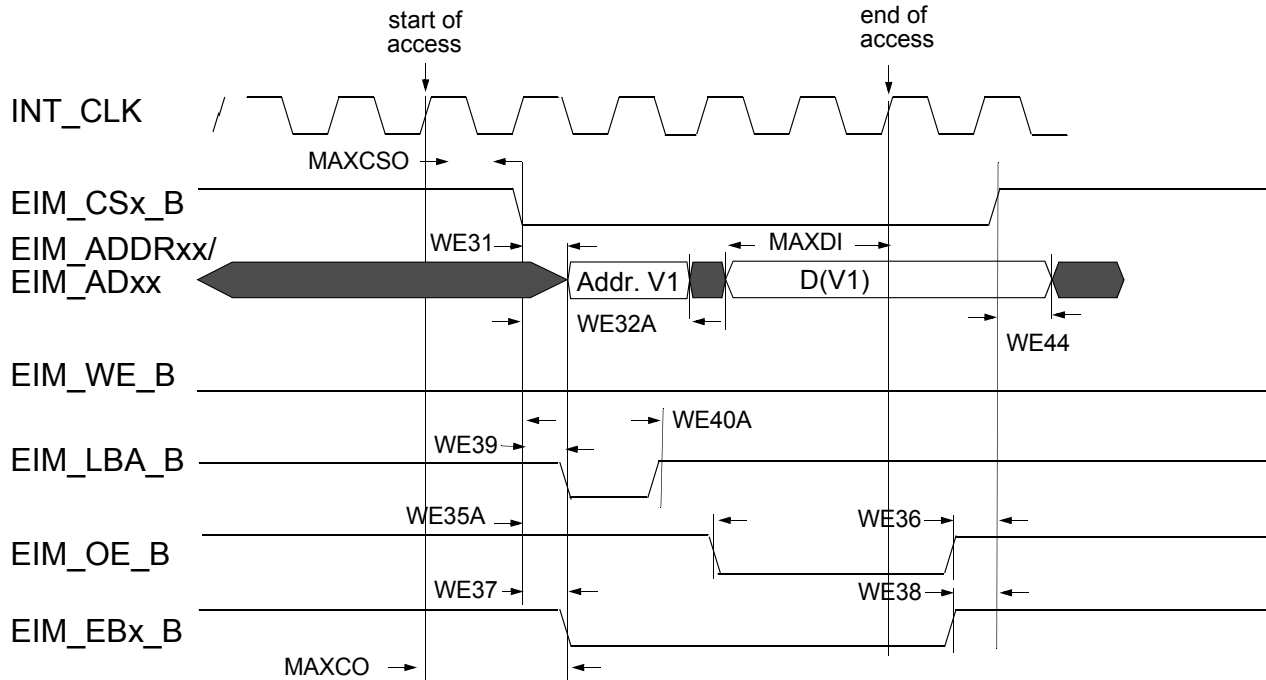 start of
access
end of
access
INT_CLK
MAXCSO
EIM_CSx_B
EIM_ADDRxx/
EIM_ADxx
WE31
MAXDI
Addr. V1
D(V1)
WE32A
WE44
EIM_WE_B
WE40A
WE39
EIM_LBA_B
WE35A
WE36
EIM_OE_B
WE37
WE38
EIM_EBx_B
MAXCO